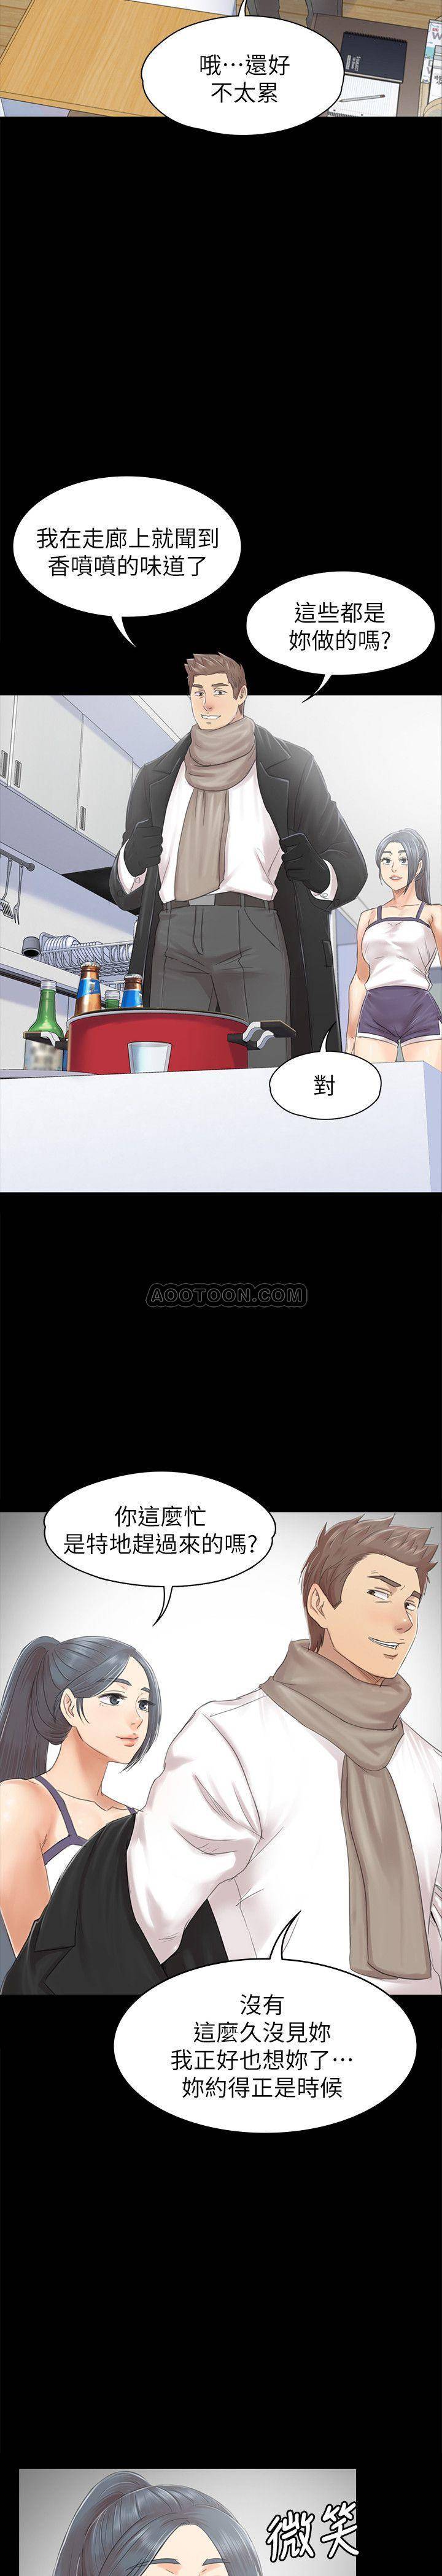 哦…還好
不太累
我在走廊上就聞到
香噴噴的味道了
這些都是
妳做的嗎?
對
AOOTOON.COM
你這麼忙
是特地趕過來的嗎?
沒有
這麼久沒見妳
我正好也想妳了…
妳約得正是時候
微笑